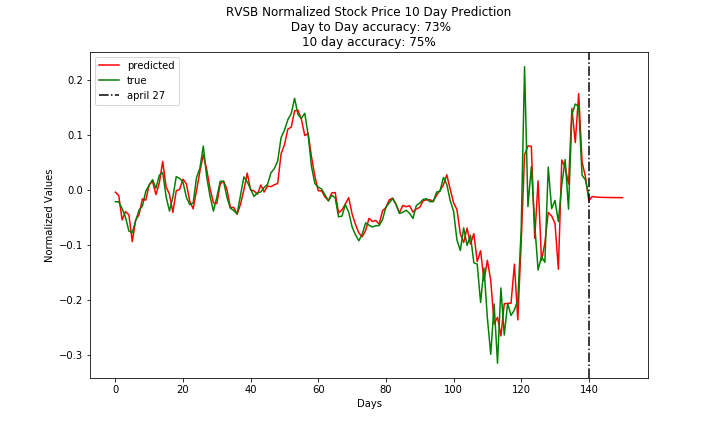 RVSB Normalized Stock Price 10 Day Prediction
Day to Day accuracy: 73%
10 day accuracy: 75%
predicted
true
april 27
0.2
0.1
0.0
−0.1
−0.2
−0.3
Normalized Values
0 20 40 60 80 100 120 140
Days